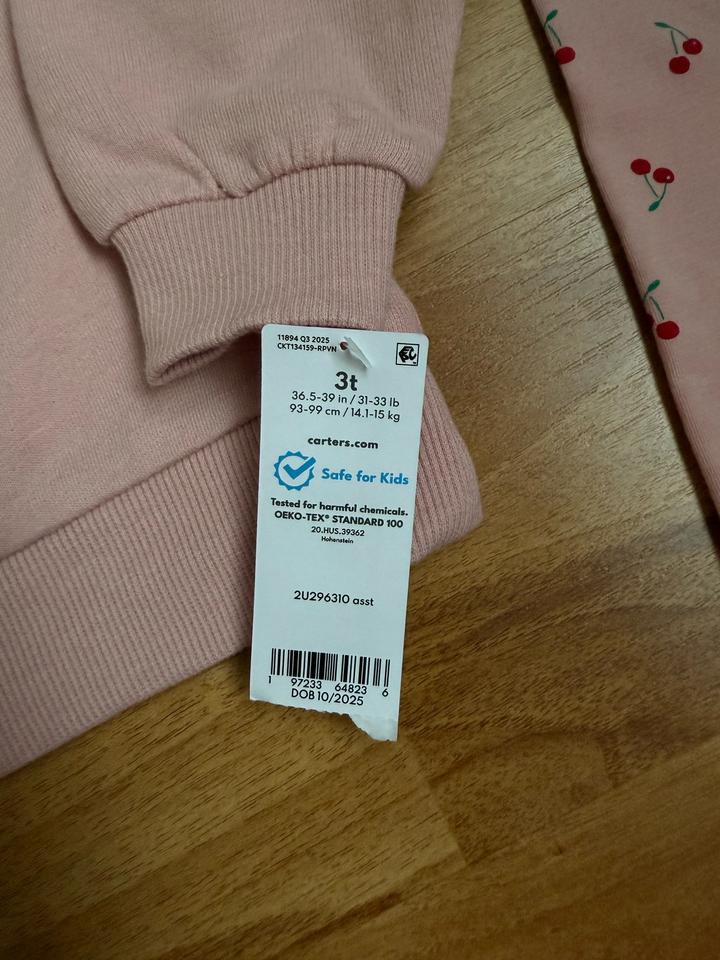 11894 Q3 2025
CKT134159-RPVN
3t
36.5-39 in / 31-33 lb
93-99 cm / 14.1-15 kg
carters.com
Safe for Kids
Tested for harmful chemicals.
OEKO-TEX® STANDARD 100
20.HUS.39362
Hohenstein
2U296310 asst
1 97233 64823 6
DOB 10/2025